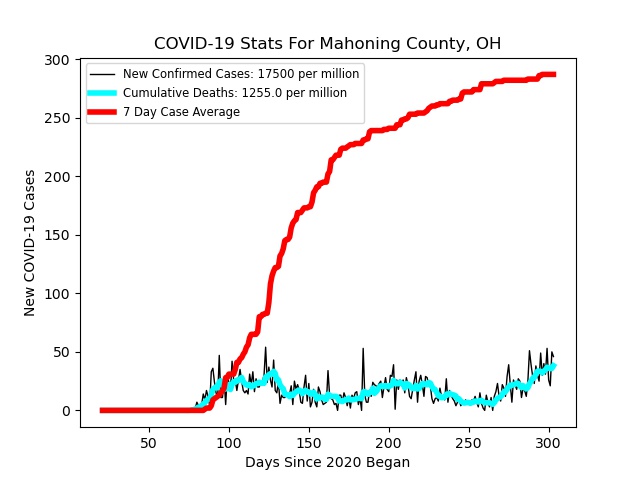 COVID-19 Stats For Mahoning County, OH
New Confirmed Cases: 17500 per million
Cumulative Deaths: 1255.0 per million
7 Day Case Average
New COVID-19 Cases
300
250
200
150
100
50
0
50 100 150 200 250 300
Days Since 2020 Began